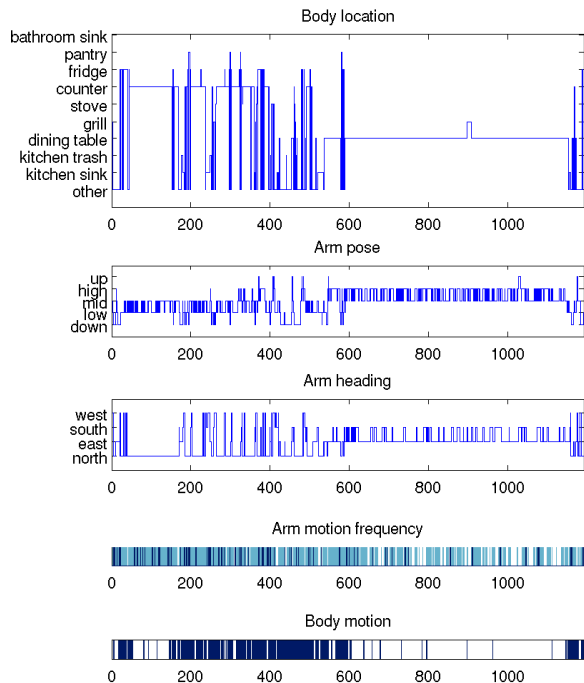 Body location
bathroom sink
pantry
fridge
counter
stove
grill
dining table
kitchen trash
kitchen sink
other
0 200 400 600 800 1000
Arm pose
up
high
mid
low
down
0 200 400 600 800 1000
Arm heading
west
south
east
north
0 200 400 600 800 1000
Arm motion frequency
0 200 400 600 800 1000
Body motion
0 200 400 600 800 1000